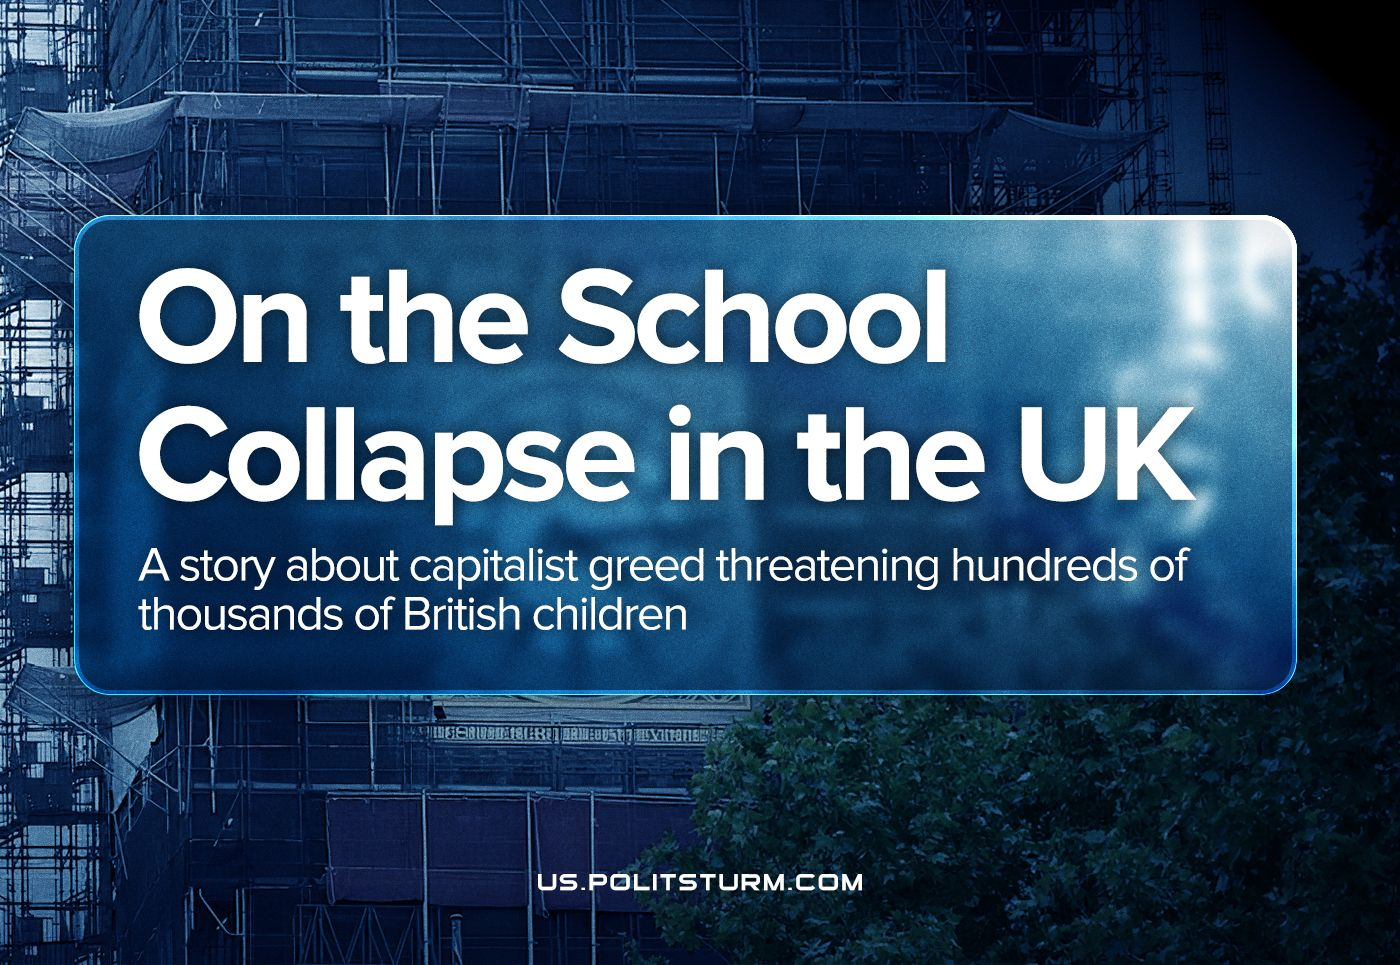 On the School
Collapse in the UK
A story about capitalist greed threatening hundreds of
thousands of British children
US.POLITSTURM.COM